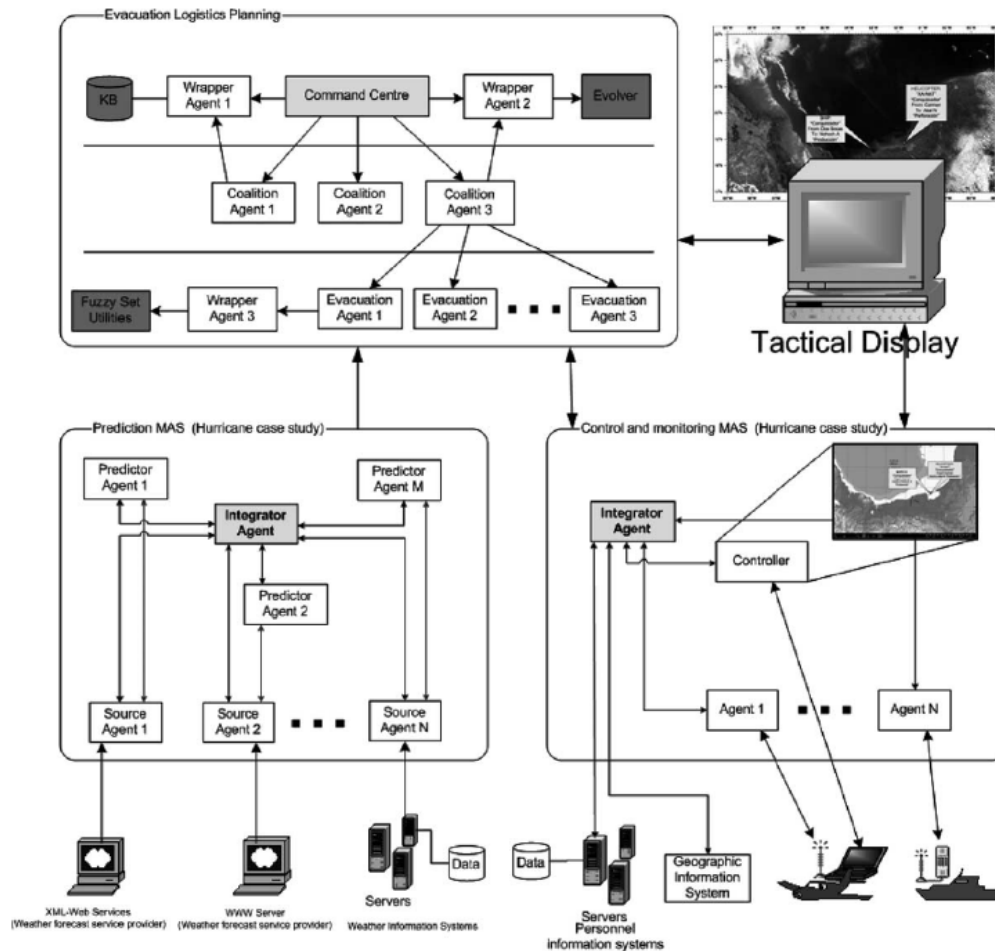 Evacuation Logistics Planning
KB
Wrapper
Agent 1
Command Centre
Wrapper
Agent 2
Evolver
Coalition
Agent 1
Coalition
Agent 2
Coalition
Agent 3
Fuzzy Set
Utilities
Wrapper
Agent 3
Evacuation
Agent 1
Evacuation
Agent 2
Evacuation
Agent 3
HELICOPTER
SHIP
Tactical Display
Prediction MAS (Hurricane case study)
Predictor
Agent 1
Predictor
Agent M
Integrator
Agent
Predictor
Agent 2
Source
Agent 1
Source
Agent 2
Source
Agent N
Control and monitoring MAS (Hurricane case study)
Integrator
Agent
Controller
Agent 1
Agent N
XML-Web Services
(Weather forecast service provider)
WWW Server
(Weather forecast service provider)
Servers
Data
Weather Information Systems
Data
Servers
Personnel
information systems
Geographic
Information
System